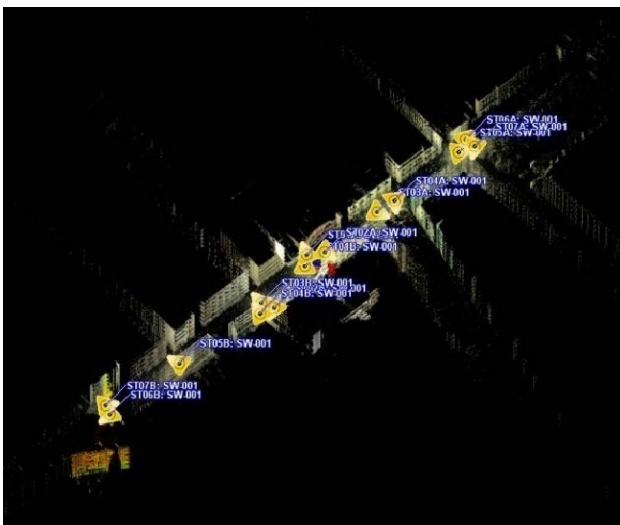 ST06A: SW-001
ST07A: SW-001
ST05A: SW-001
ST04A: SW-001
ST03A: SW-001
ST02A: SW-001
ST01B: SW-001
ST03B: SW-001
ST04B: SW-001
ST05B: SW-001
ST07B: SW-001
ST06B: SW-001